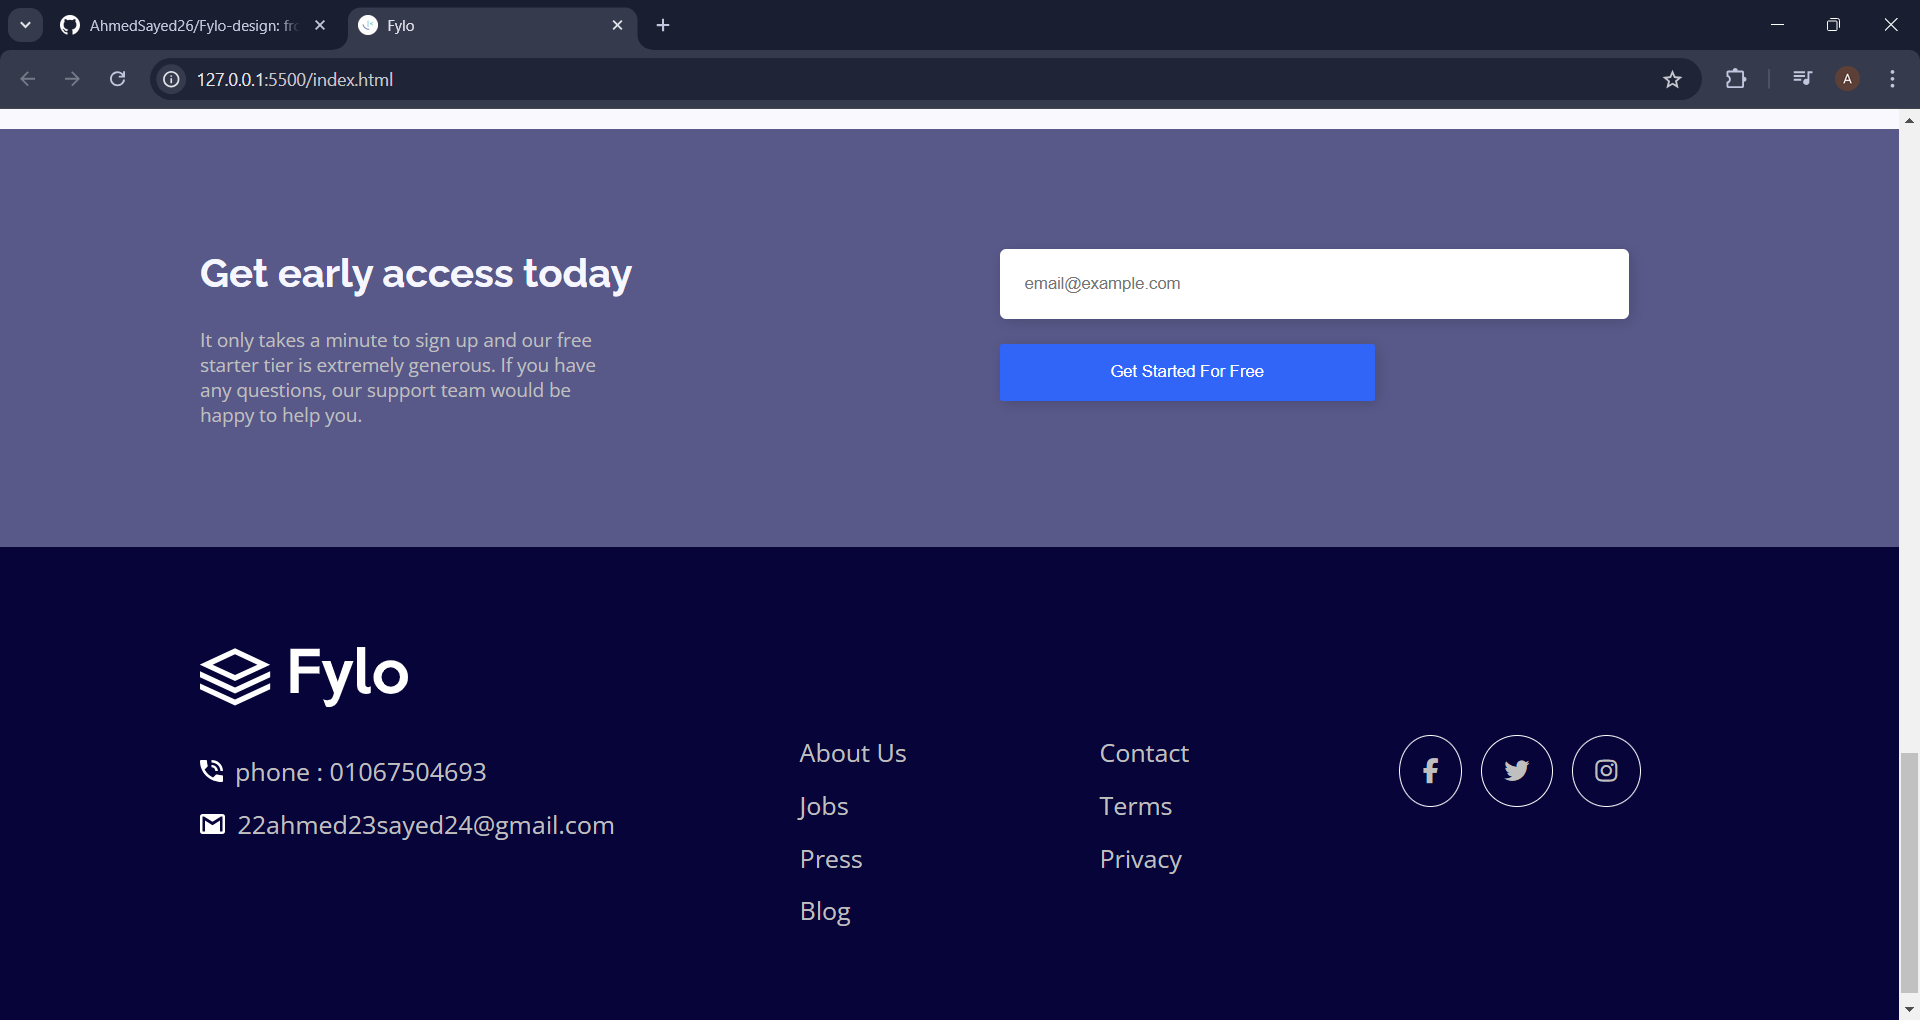 AhmedSayed26/Fylo-design: fr
Fylo
127.0.0.1:5500/index.html
A
Get early access today
It only takes a minute to sign up and our free
starter tier is extremely generous. If you have
any questions, our support team would be
happy to help you.
email@example.com
Get Started For Free
Fylo
phone : 01067504693
22ahmed23sayed24@gmail.com
About Us
Jobs
Press
Blog
Contact
Terms
Privacy